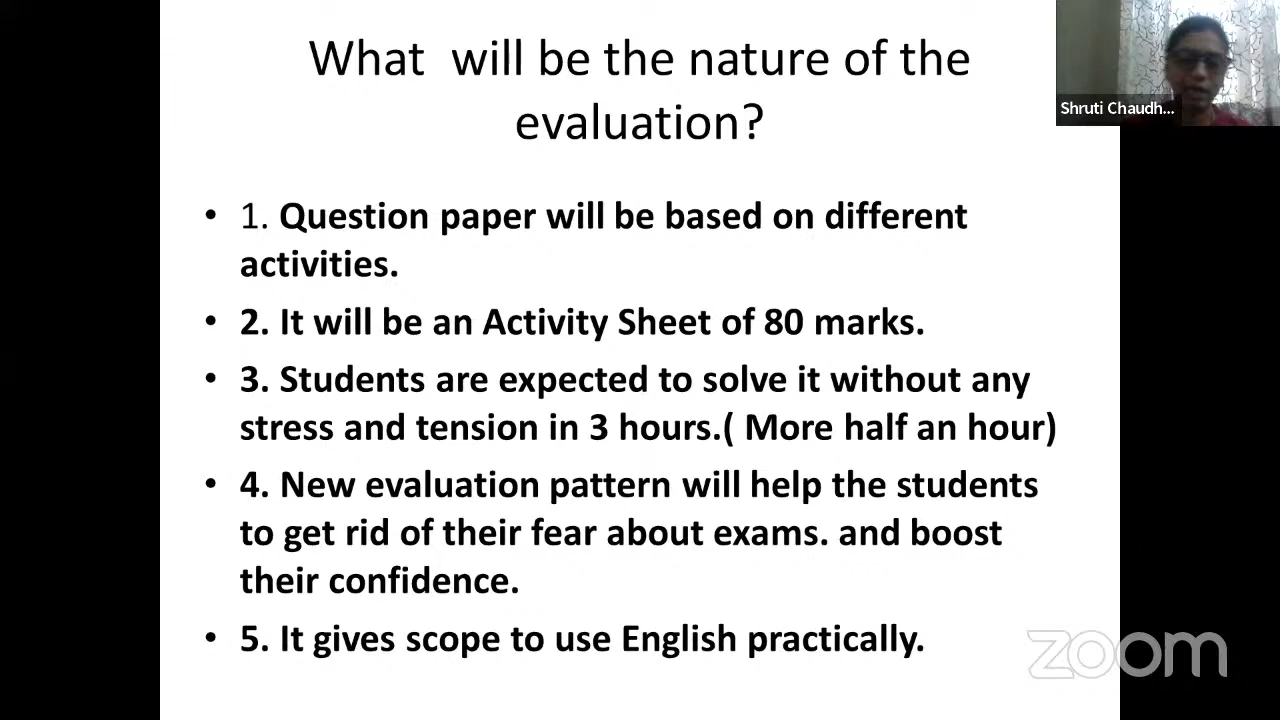 What  will be the nature of the
evaluation?
Shruti Chaudh...
• 1. Question paper will be based on different
activities.
• 2. It will be an Activity Sheet of 80 marks.
• 3. Students are expected to solve it without any
stress and tension in 3 hours.( More half an hour)
• 4. New evaluation pattern will help the students
to get rid of their fear about exams. and boost
their confidence.
• 5. It gives scope to use English practically.
zoom